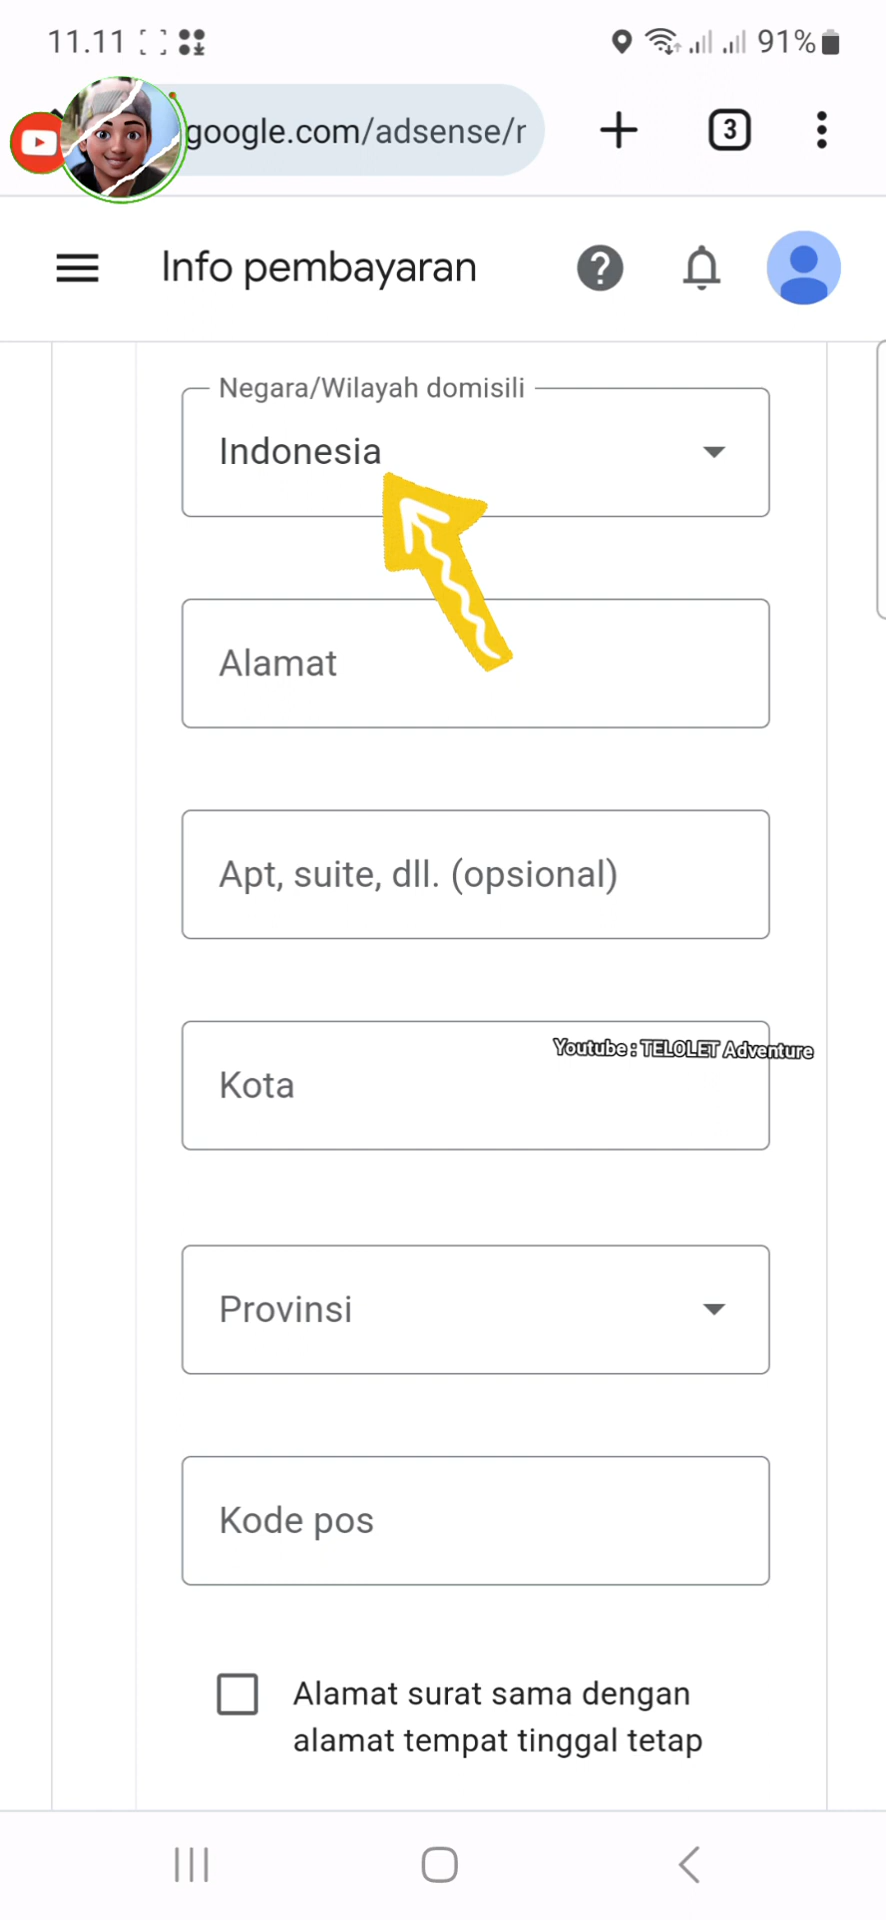 11.11
91%
google.com/adsense/r
3
Info pembayaran
Negara/Wilayah domisili
Indonesia
Alamat
Apt, suite, dll. (opsional)
Youtube : TELOLET Adventure
Kota
Provinsi
Kode pos
Alamat surat sama dengan
alamat tempat tinggal tetap